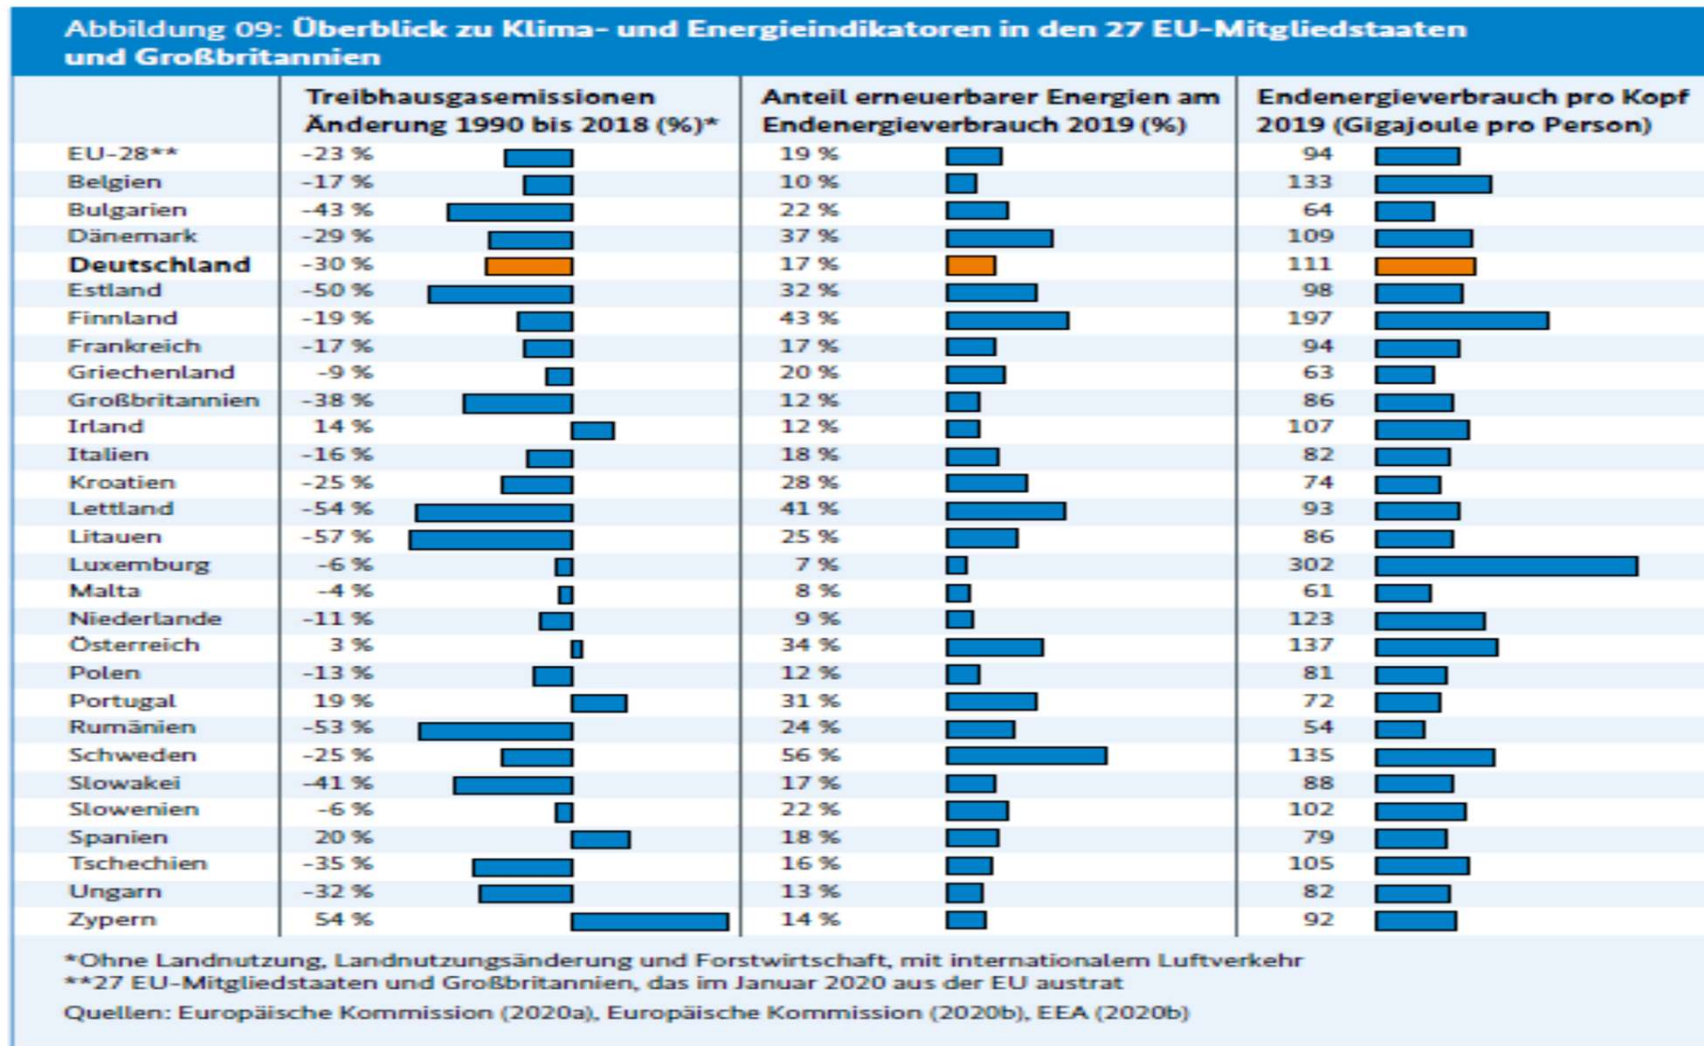 Abbildung 09: Überblick zu Klima- und Energieindikatoren in den 27 EU-Mitgliedstaaten
und Großbritannien
Treibhausgasemissionen Anteil erneuerbarer Energien am Endenergieverbrauch pro Kopf
Änderung 1990 bis 2018 (%)* Endenergieverbrauch 2019 (%) 2019 (Gigajoule pro Person)
EU-28** -23 % 19 % 94
Belgien -17 % 10 % 133
Bulgarien -43 % 22 % 64
Dänemark -29 % 37 % 109
Deutschland -30 % 17 % 111
Estland -50 % 32 % 98
Finnland -19 % 43 % 197
Frankreich -17 % 17 % 94
Griechenland -9 % 20 % 63
Großbritannien -38 % 12 % 86
Irland 14 % 12 % 107
Italien -16 % 18 % 82
Kroatien -25 % 28 % 74
Lettland -54 % 41 % 93
Litauen -57 % 25 % 86
Luxemburg -6 % 7 % 302
Malta -4 % 8 % 61
Niederlande -11 % 9 % 123
Österreich 3 % 34 % 137
Polen -13 % 12 % 81
Portugal 19 % 31 % 72
Rumänien -53 % 24 % 54
Schweden -25 % 56 % 135
Slowakei -41 % 17 % 88
Slowenien -6 % 22 % 102
Spanien 20 % 18 % 79
Tschechien -35 % 16 % 105
Ungarn -32 % 13 % 82
Zypern 54 % 14 % 92
*Ohne Landnutzung, Landnutzungsänderung und Forstwirtschaft, mit internationalem Luftverkehr
**27 EU-Mitgliedstaaten und Großbritannien, das im Januar 2020 aus der EU austrat
Quellen: Europäische Kommission (2020a), Europäische Kommission (2020b), EEA (2020b)